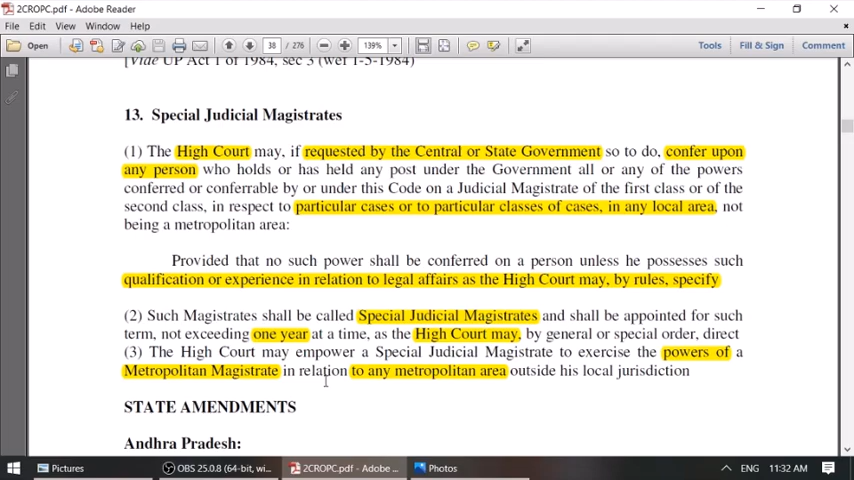 2CROPC.pdf - Adobe Reader
File Edit View Window Help
Open 38 / 276 139% Tools Fill & Sign Comment
[Vide UP Act 1 of 1984, sec 3 (wef 1-5-1984)
13. Special Judicial Magistrates
(1) The High Court may, if requested by the Central or State Government so to do, confer upon
any person who holds or has held any post under the Government all or any of the powers
conferred or conferrable by or under this Code on a Judicial Magistrate of the first class or of the
second class, in respect to particular cases or to particular classes of cases, in any local area, not
being a metropolitan area:
Provided that no such power shall be conferred on a person unless he possesses such
qualification or experience in relation to legal affairs as the High Court may, by rules, specify
(2) Such Magistrates shall be called Special Judicial Magistrates and shall be appointed for such
term, not exceeding one year at a time, as the High Court may, by general or special order, direct
(3) The High Court may empower a Special Judicial Magistrate to exercise the powers of a
Metropolitan Magistrate in relation to any metropolitan area outside his local jurisdiction
STATE AMENDMENTS
Andhra Pradesh:
Pictures OBS 25.0.8 (64-bit, wi... 2CROPC.pdf - Adobe ... Photos ENG 11:32 AM